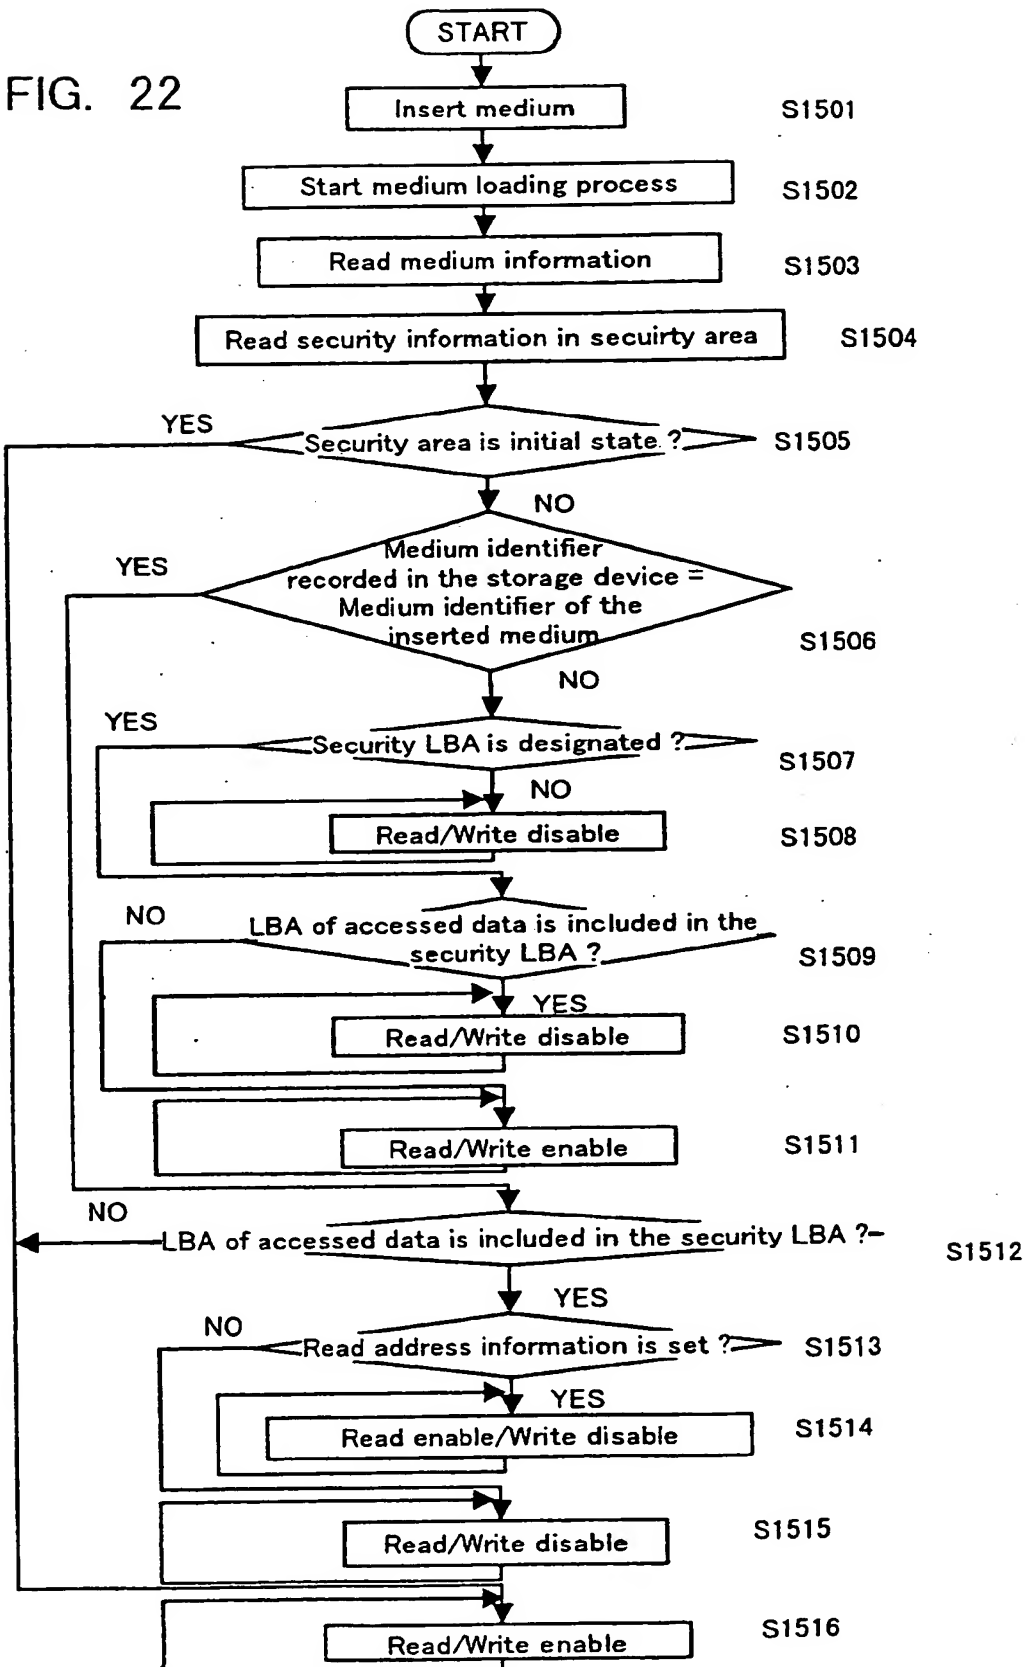 START
FIG. 22
Insert medium S1501
Start medium loading process S1502
Read medium information S1503
Read security information in secuirty area S1504
YES
Security area is initial state ? S1505
NO
YES
Medium identifier
recorded in the storage device =
Medium identifier of the
inserted medium
S1506
NO
YES
Security LBA is designated ? S1507
NO
Read/Write disable S1508
NO
LBA of accessed data is included in the
security LBA ? S1509
YES
Read/Write disable S1510
Read/Write enable S1511
NO
LBA of accessed data is included in the security LBA ? S1512
YES
NO
Read address information is set ? S1513
YES
Read enable/Write disable S1514
Read/Write disable S1515
Read/Write enable S1516